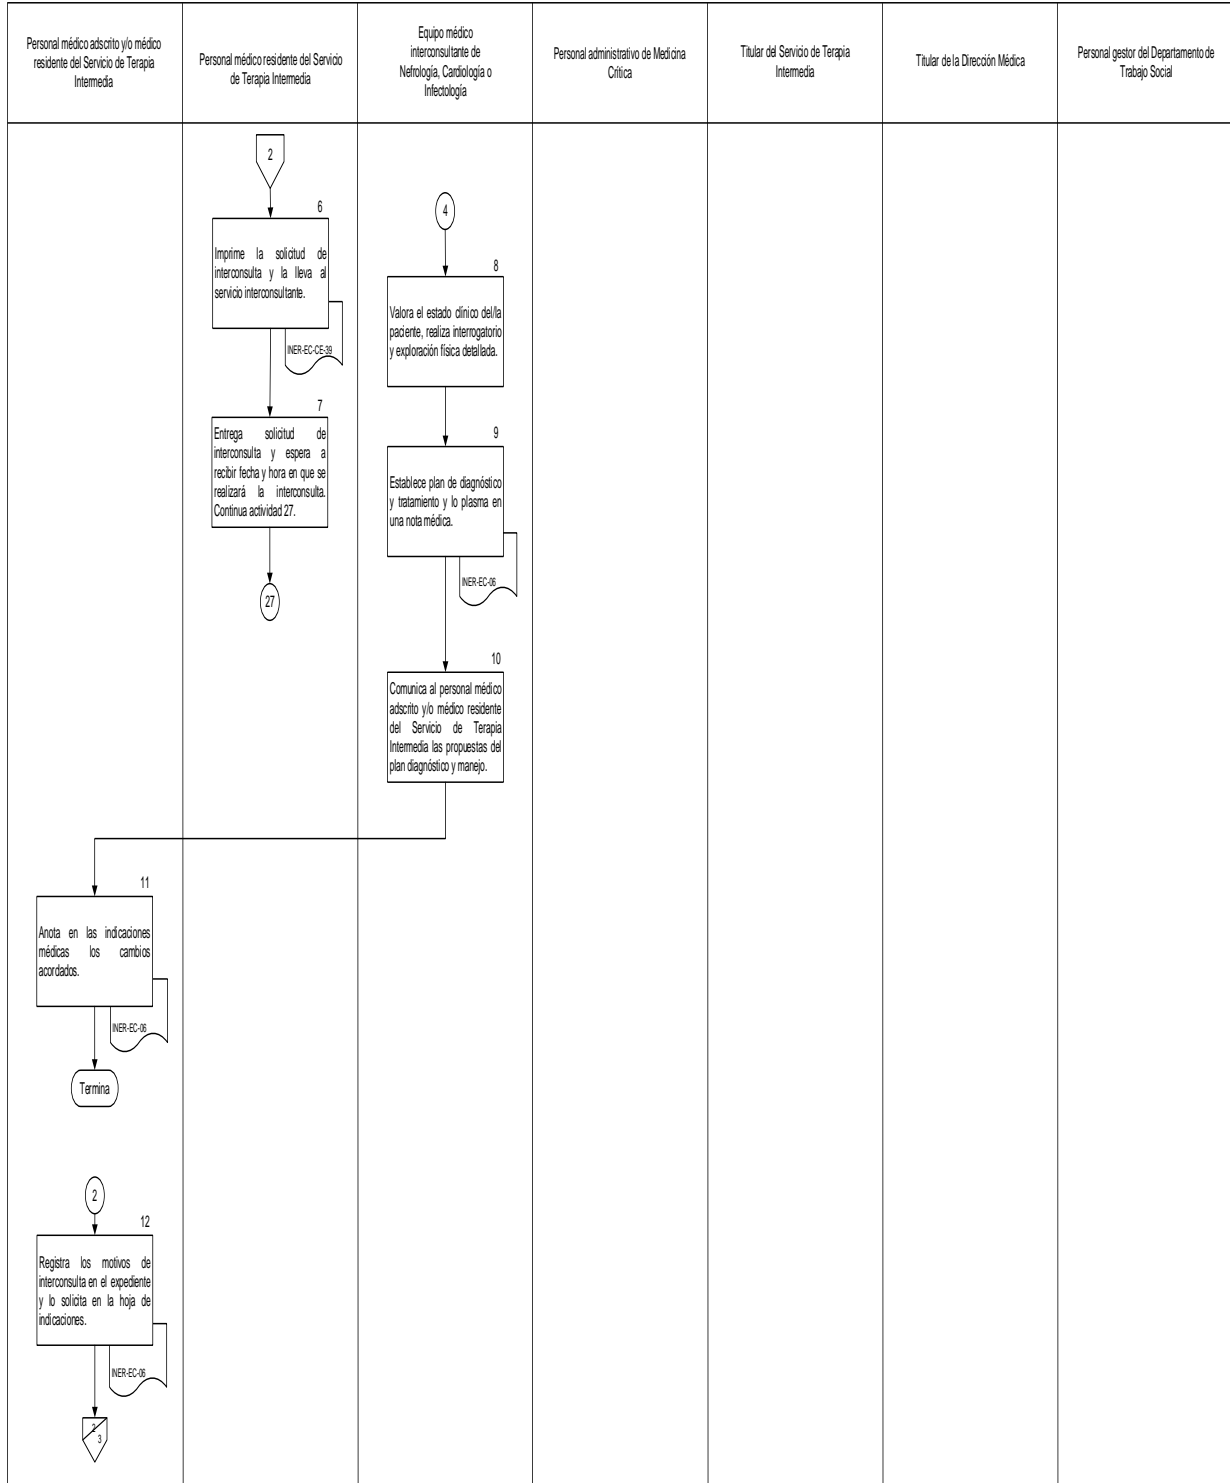 Personal médico adscrito y/o médico
residente del Servicio de Terapia
Intermedia
Personal médico residente del Servicio
de Terapia Intermedia
Equipo médico
interconsultante de
Nefrología, Cardiología o
Infectología
Personal administrativo de Medicina
Crítica
Titular del Servicio de Terapia
Intermedia
Titular de la Dirección Médica
Personal gestor del Departamento de
Trabajo Social
2
6
Imprime la solicitud de
interconsulta y la lleva al
servicio interconsultante.
INER-EC-CE-39
7
Entrega solicitud de
interconsulta y espera a
recibir fecha y hora en que se
realizará la interconsulta.
Continua actividad 27.
27
4
8
Valora el estado clínico del/la
paciente, realiza interrogatorio
y exploración física detallada.
9
Establece plan de diagnóstico
y tratamiento y lo plasma en
una nota médica.
INER-EC-06
10
Comunica al personal médico
adscrito y/o médico residente
del Servicio de Terapia
Intermedia las propuestas del
plan diagnóstico y manejo.
11
Anota en las indicaciones
médicas los cambios
acordados.
INER-EC-06
Termina
2
12
Registra los motivos de
interconsulta en el expediente
y lo solicita en la hoja de
indicaciones.
INER-EC-06
2
3